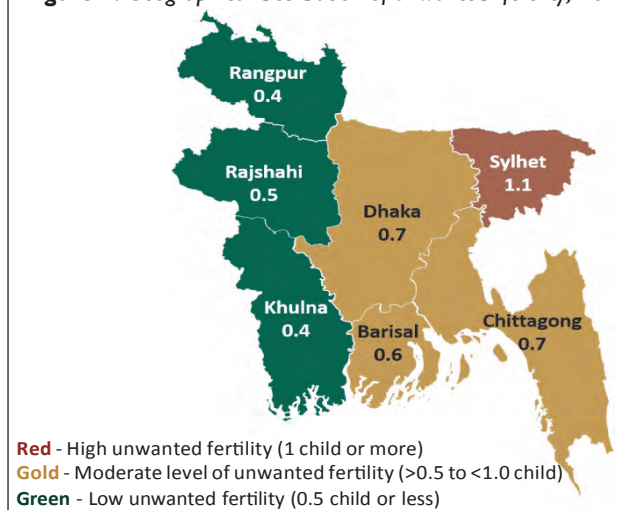 Rangpur
0.4
Rajshahi
0.5
Sylhet
1.1
Dhaka
0.7
Khulna
0.4
Barisal
0.6
Chittagong
0.7
Red - High unwanted fertility (1 child or more)
Gold - Moderate level of unwanted fertility (>0.5 to <1.0 child)
Green - Low unwanted fertility (0.5 child or less)